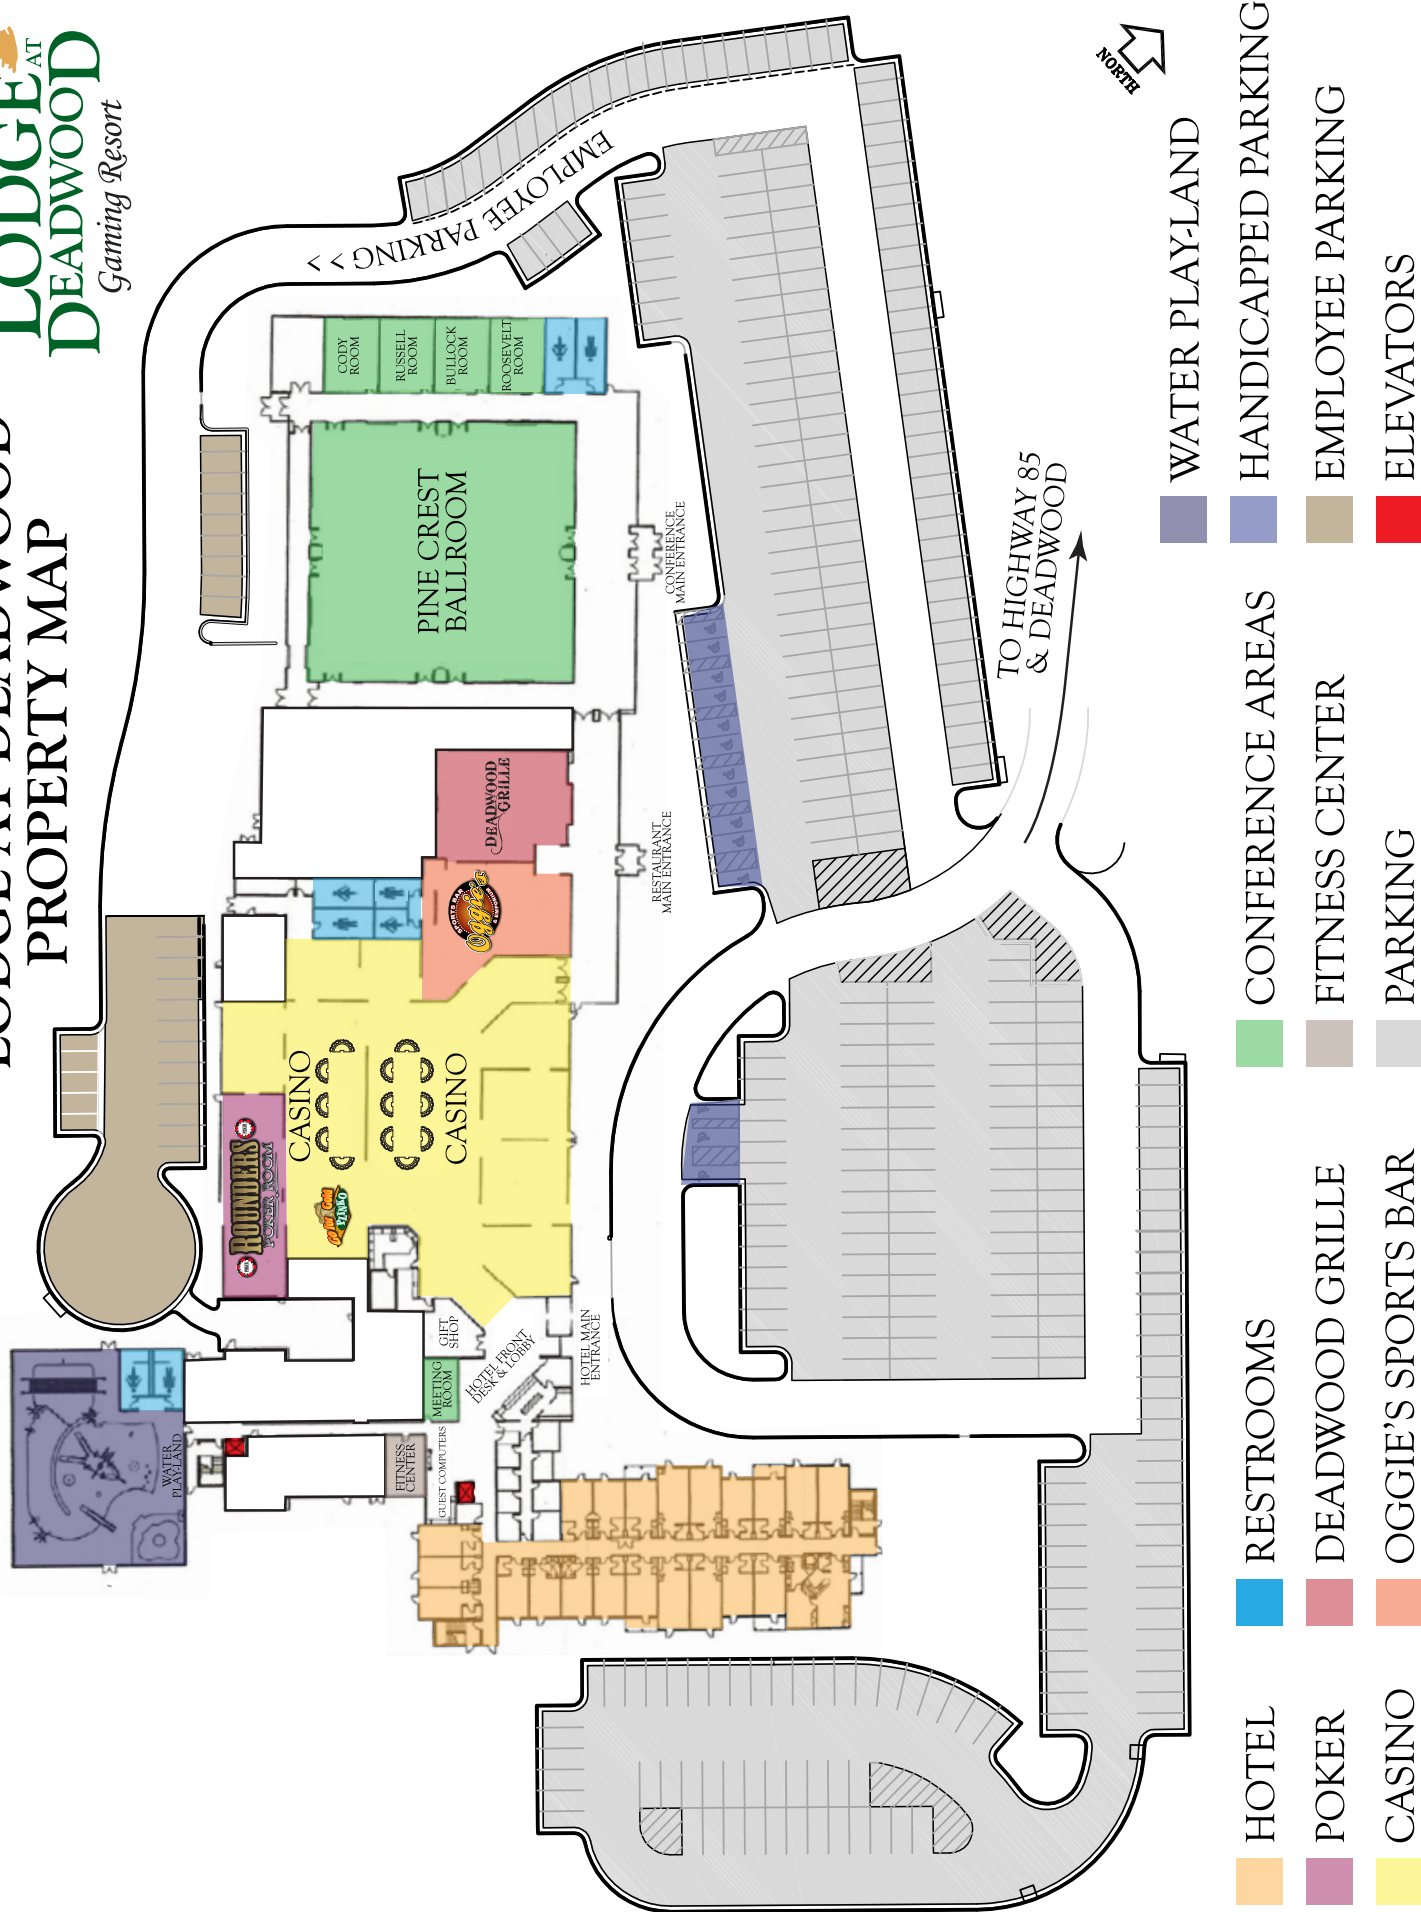 LODGE AT
DEADWOOD
Gaming Resort
LODGE AT DEADWOOD
PROPERTY MAP
NORTH
EMPLOYEE PARKING >>
CODY
ROOM
RUSSELL
ROOM
BULLOCK
ROOM
ROOSEVELT
ROOM
PINE CREST
BALLROOM
CONFERENCE
MAIN ENTRANCE
DEADWOOD
GRILLE
SPORTS BAR
Oggie's
RESTAURANT
MAIN ENTRANCE
TO HIGHWAY 85
& DEADWOOD
CASINO
CASINO
ROUNDERS
POKER ROOM
GIFT
SHOP
MEETING
ROOM
HOTEL FRONT
DESK & LOBBY
HOTEL MAIN
ENTRANCE
WATER
PLAY-LAND
FITNESS
CENTER
GUEST COMPUTERS
HOTEL
POKER
CASINO
RESTROOMS
DEADWOOD GRILLE
OGGIE'S SPORTS BAR
CONFERENCE AREAS
FITNESS CENTER
PARKING
WATER PLAY-LAND
HANDICAPPED PARKING
EMPLOYEE PARKING
ELEVATORS